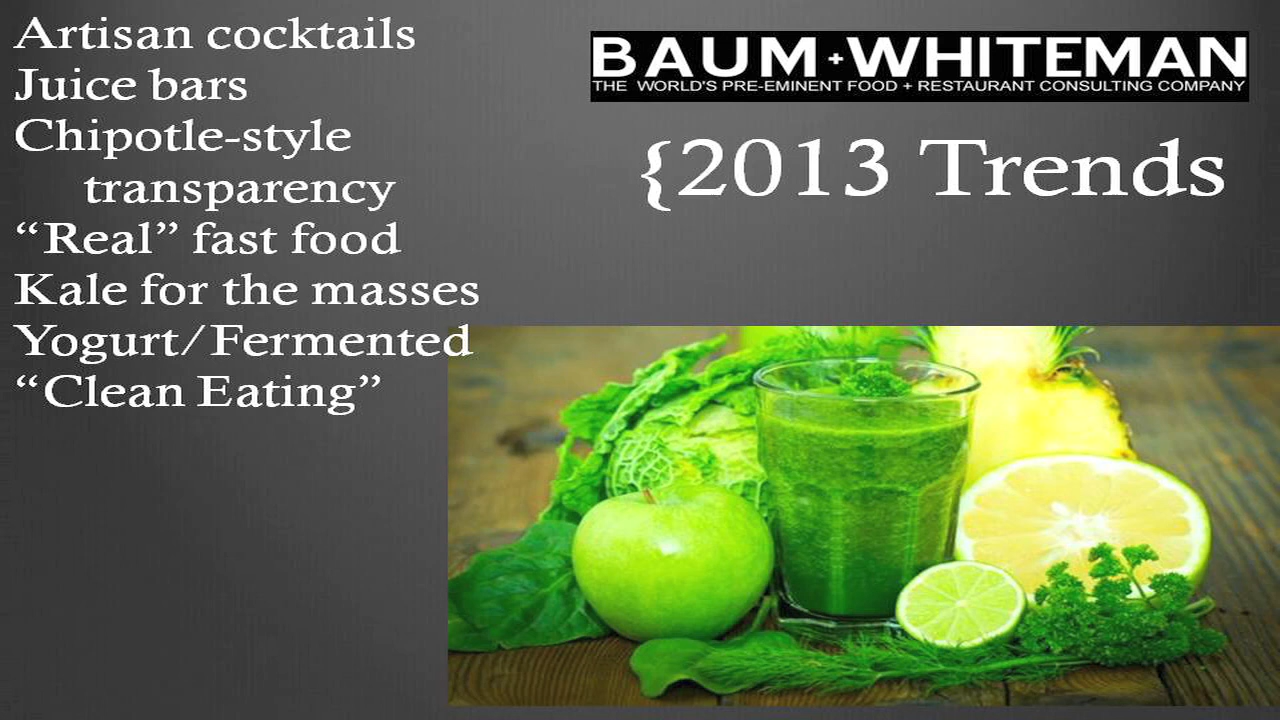 Artisan cocktails
Juice bars
Chipotle-style
transparency
“Real” fast food
Kale for the masses
Yogurt/Fermented
“Clean Eating”
BAUM+WHITEMAN
THE WORLD'S PRE-EMINENT FOOD + RESTAURANT CONSULTING COMPANY
{2013 Trends